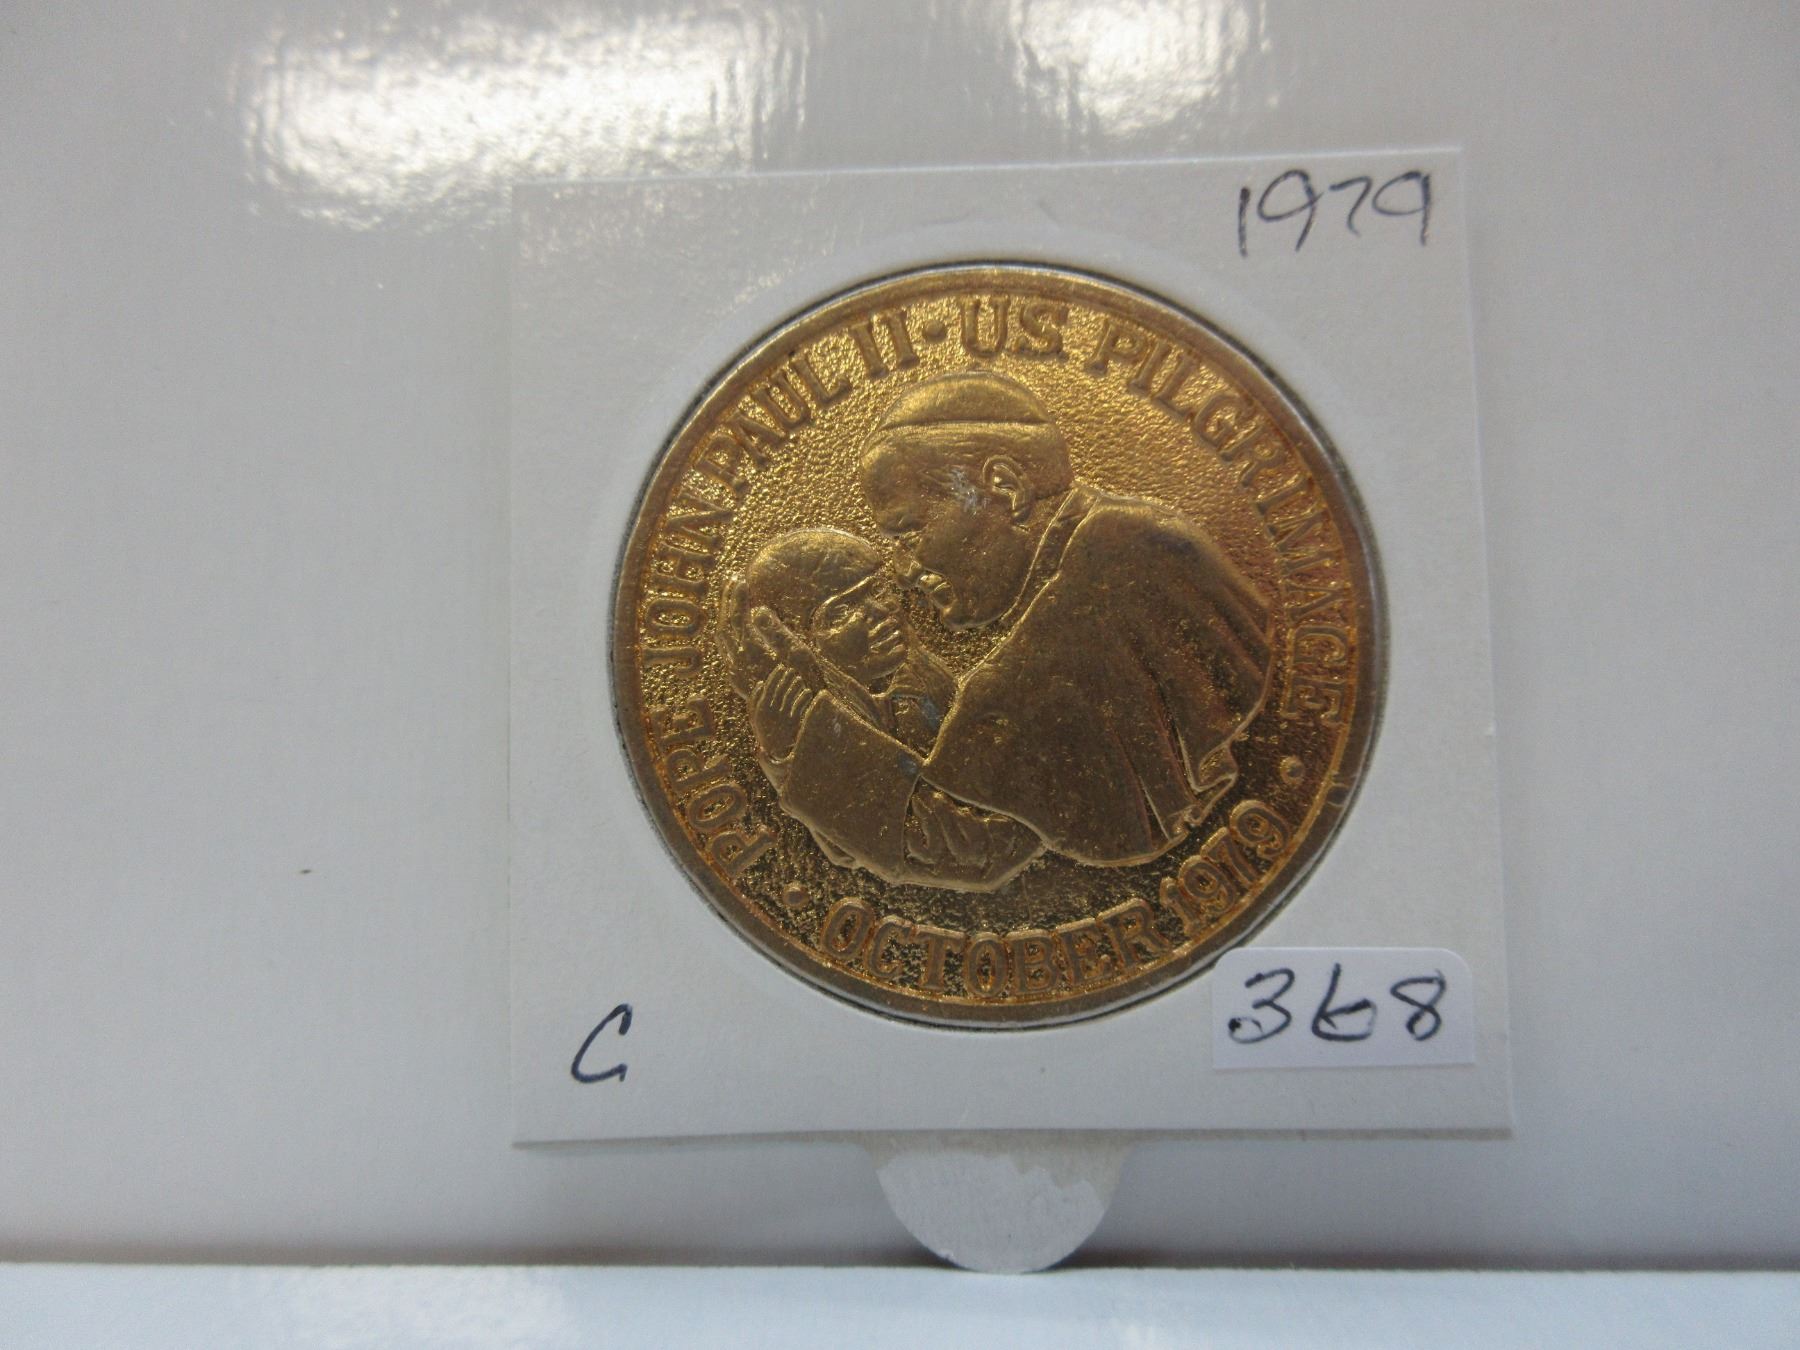 1979
POPE JOHN PAUL II · US PILGRIMAGE ·
· OCTOBER 1979
C
368